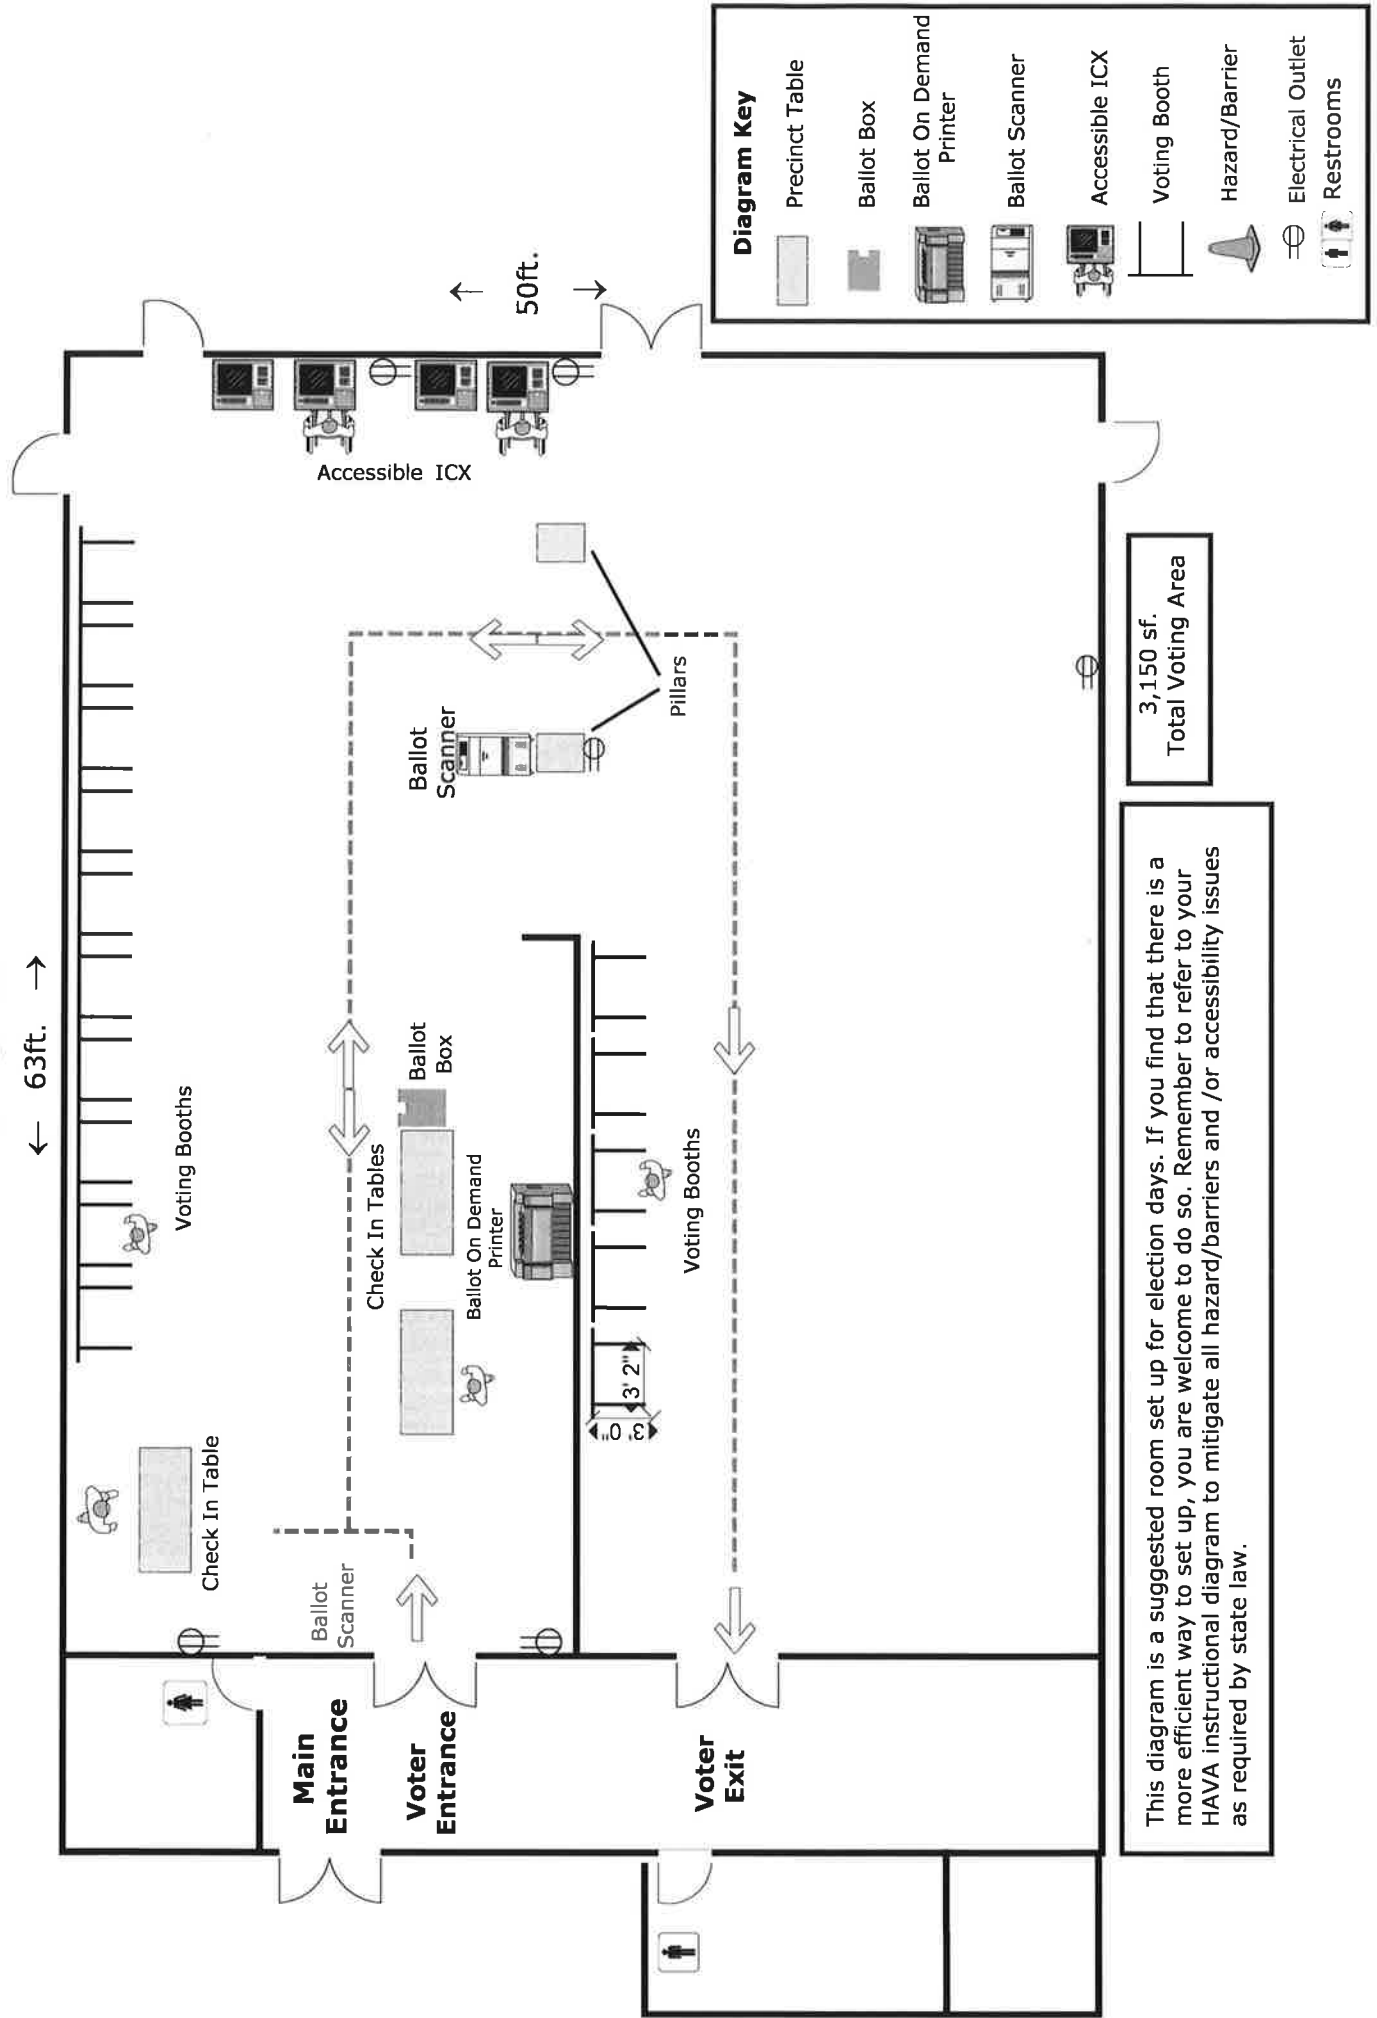 ← 63ft. →
← 50ft. →
Voting Booths
Check In Table
Ballot
Scanner
Main
Entrance
Voter
Entrance
Voter
Exit
Check In Tables
Ballot
Box
Ballot On Demand
Printer
Ballot
Scanner
Accessible ICX
Pillars
Voting Booths
3' 2"
3' 0"
3,150 sf.
Total Voting Area
This diagram is a suggested room set up for election days. If you find that there is a
more efficient way to set up, you are welcome to do so. Remember to refer to your
HAVA instructional diagram to mitigate all hazard/barriers and /or accessibility issues
as required by state law.
Diagram Key
Precinct Table
Ballot Box
Ballot On Demand
Printer
Ballot Scanner
Accessible ICX
Voting Booth
Hazard/Barrier
Electrical Outlet
Restrooms